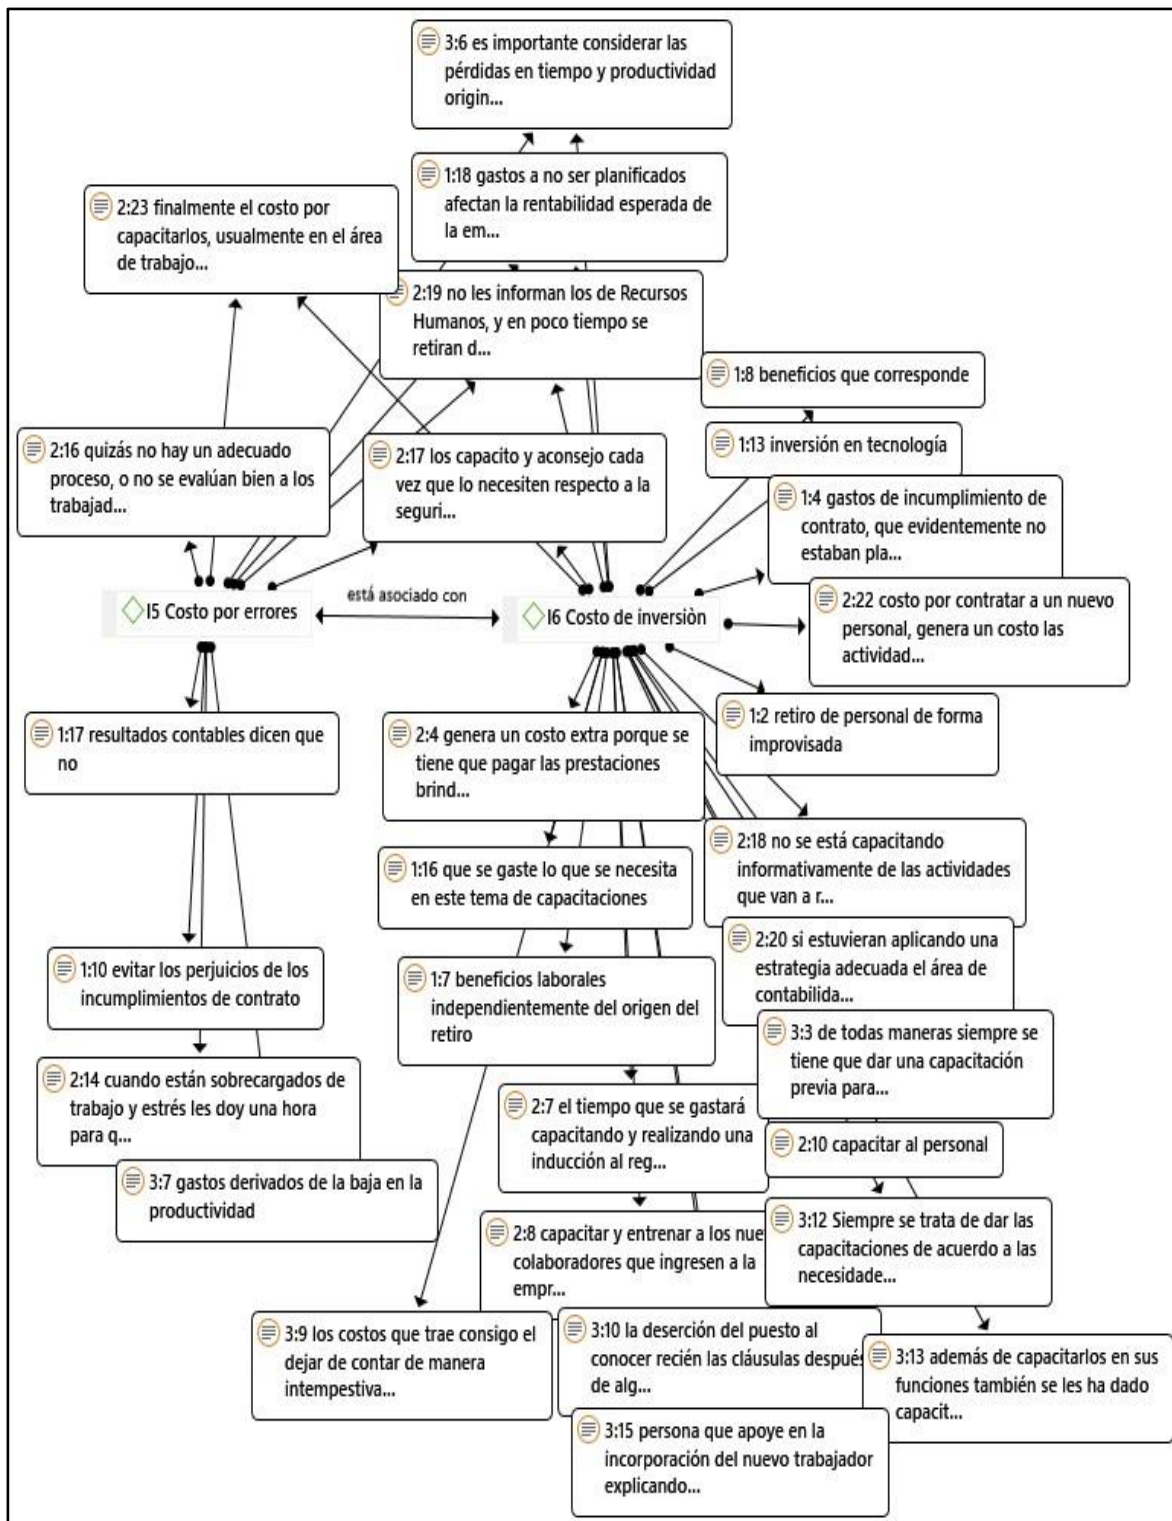 3:6 es importante considerar las
pérdidas en tiempo y productividad
origin...
1:18 gastos a no ser planificados
afectan la rentabilidad esperada de
la em...
2:23 finalmente el costo por
capacitarlos, usualmente en el área
de trabajo...
2:19 no les informan los de Recursos
Humanos, y en poco tiempo se
retiran d...
1:8 beneficios que corresponde
1:13 inversión en tecnología
2:16 quizás no hay un adecuado
proceso, o no se evalúan bien a los
trabajad...
2:17 los capacito y aconsejo cada
vez que lo necesiten respecto a la
seguri...
1:4 gastos de incumplimiento de
contrato, que evidentemente no
estaban pla...
I5 Costo por errores
está asociado con
I6 Costo de inversiòn
2:22 costo por contratar a un nuevo
personal, genera un costo las
actividad...
1:2 retiro de personal de forma
improvisada
1:17 resultados contables dicen que
no
2:4 genera un costo extra porque se
tiene que pagar las prestaciones
brind...
2:18 no se está capacitando
informativamente de las actividades
que van a r...
1:16 que se gaste lo que se necesita
en este tema de capacitaciones
2:20 si estuvieran aplicando una
estrategia adecuada el área de
contabilida...
1:10 evitar los perjuicios de los
incumplimientos de contrato
1:7 beneficios laborales
independientemente del origen del
retiro
3:3 de todas maneras siempre se
tiene que dar una capacitación
previa para...
2:14 cuando están sobrecargados de
trabajo y estrés les doy una hora
para q...
2:7 el tiempo que se gastará
capacitando y realizando una
inducción al reg...
2:10 capacitar al personal
3:7 gastos derivados de la baja en la
productividad
2:8 capacitar y entrenar a los nue
colaboradores que ingresen a la
empr...
3:12 Siempre se trata de dar las
capacitaciones de acuerdo a las
necesidade...
3:9 los costos que trae consigo el
dejar de contar de manera
intempestiva...
3:10 la deserción del puesto al
conocer recién las cláusulas después
de alg...
3:13 además de capacitarlos en sus
funciones también se les ha dado
capacit...
3:15 persona que apoye en la
incorporación del nuevo trabajador
explicando...